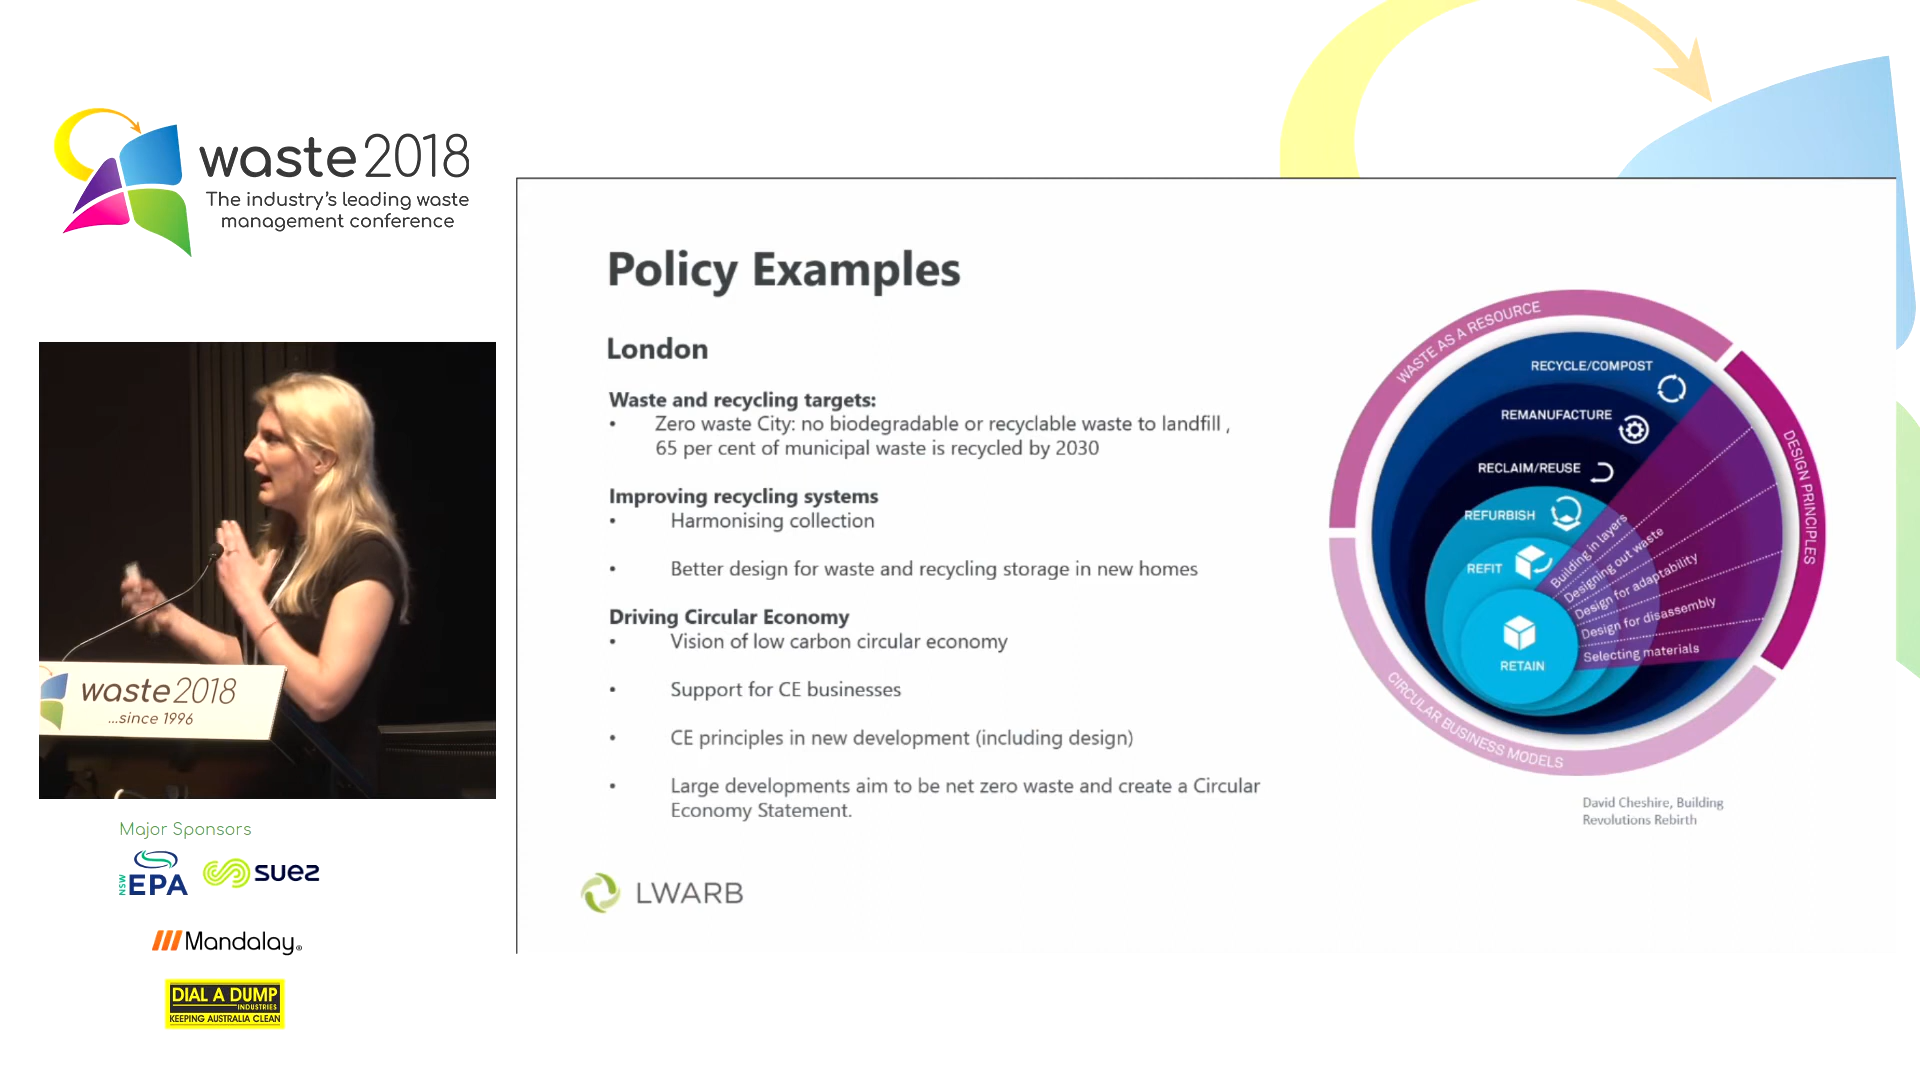 waste 2018
The industry's leading waste
management conference
waste 2018
...since 1996
Major Sponsors
NSW EPA
suez
Mandalay®
DIAL A DUMP
INDUSTRIES
KEEPING AUSTRALIA CLEAN
Policy Examples
London
Waste and recycling targets:
• Zero waste City: no biodegradable or recyclable waste to landfill ,
65 per cent of municipal waste is recycled by 2030
Improving recycling systems
• Harmonising collection
• Better design for waste and recycling storage in new homes
Driving Circular Economy
• Vision of low carbon circular economy
• Support for CE businesses
• CE principles in new development (including design)
• Large developments aim to be net zero waste and create a Circular
Economy Statement.
LWARB
WASTE AS A RESOURCE
DESIGN PRINCIPLES
CIRCULAR BUSINESS MODELS
RECYCLE/COMPOST
REMANUFACTURE
RECLAIM/REUSE
REFURBISH
REFIT
RETAIN
Building in layers
Designing out waste
Design for adaptability
Design for disassembly
Selecting materials
David Cheshire, Building
Revolutions Rebirth